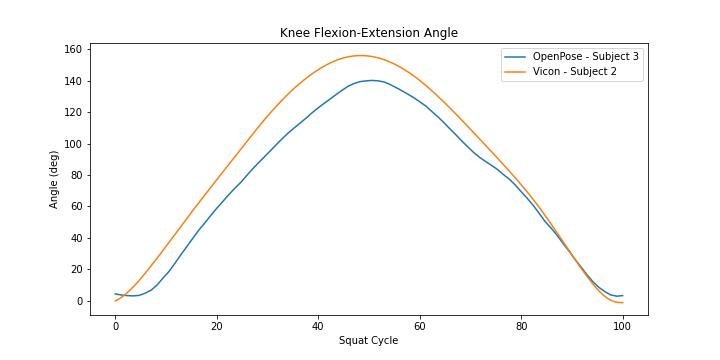 Knee Flexion-Extension Angle
OpenPose - Subject 3
Vicon - Subject 2
Angle (deg)
160
140
120
100
80
60
40
20
0
0 20 40 60 80 100
Squat Cycle